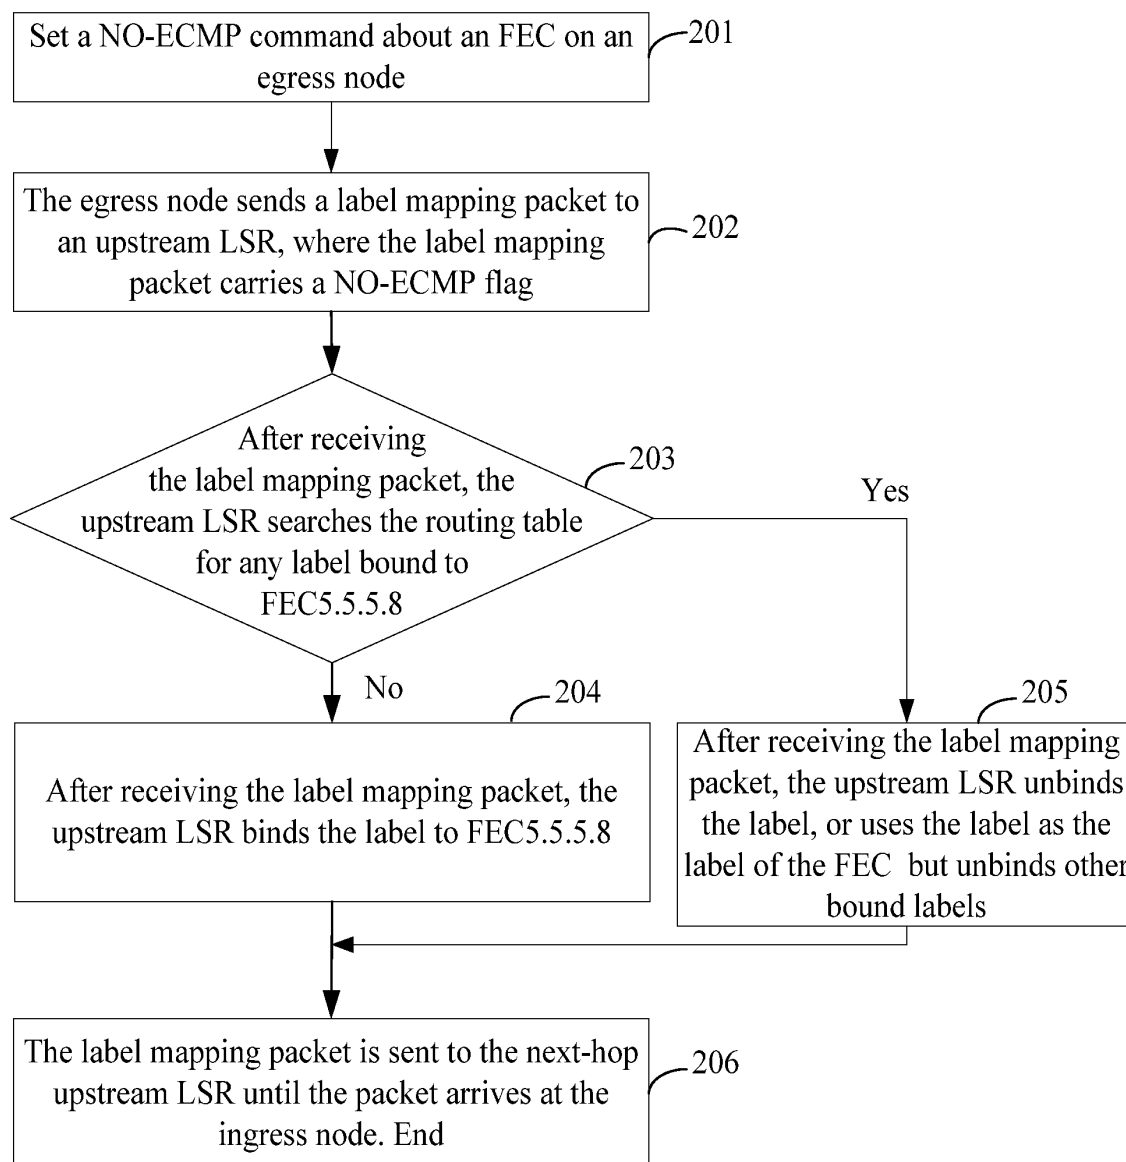 Set a NO-ECMP command about an FEC on an
egress node
201
The egress node sends a label mapping packet to
an upstream LSR, where the label mapping
packet carries a NO-ECMP flag
202
After receiving
the label mapping packet, the
upstream LSR searches the routing table
for any label bound to
FEC5.5.5.8
203
Yes
No
204
After receiving the label mapping packet, the
upstream LSR binds the label to FEC5.5.5.8
205
After receiving the label mapping
packet, the upstream LSR unbinds
the label, or uses the label as the
label of the FEC but unbinds other
bound labels
The label mapping packet is sent to the next-hop
upstream LSR until the packet arrives at the
ingress node. End
206